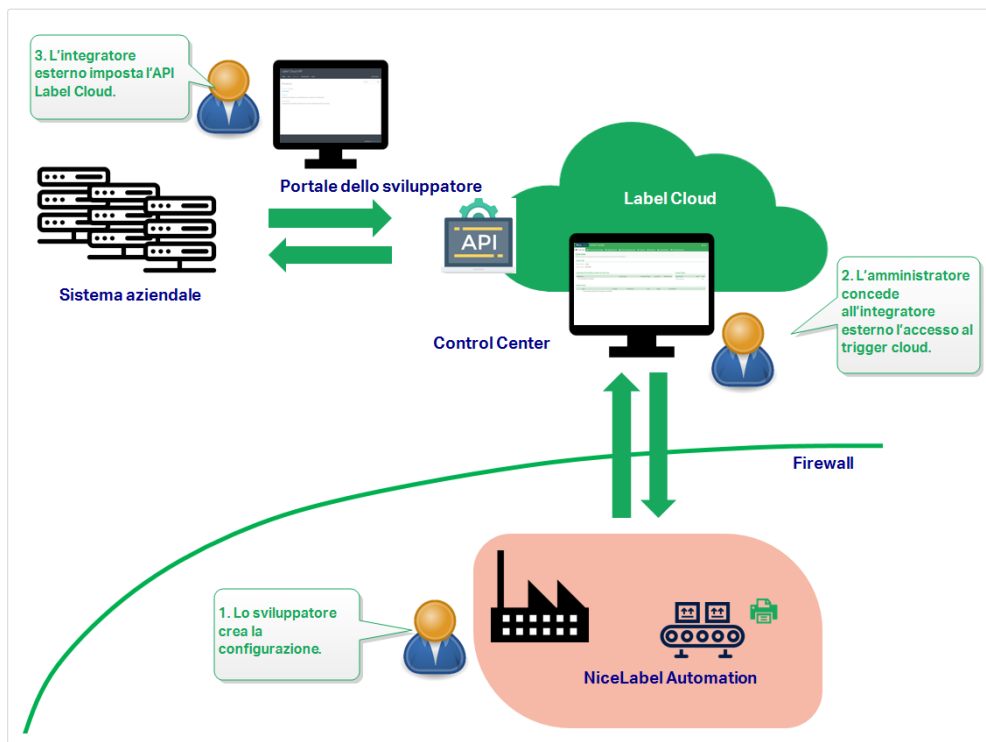 3. L'integratore
esterno imposta l'API
Label Cloud.
Portale dello sviluppatore
Label Cloud
API
Sistema aziendale
Control Center
2. L'amministratore
concede
all'integratore
esterno l'accesso al
trigger cloud.
Firewall
1. Lo sviluppatore
crea la
configurazione.
NiceLabel Automation